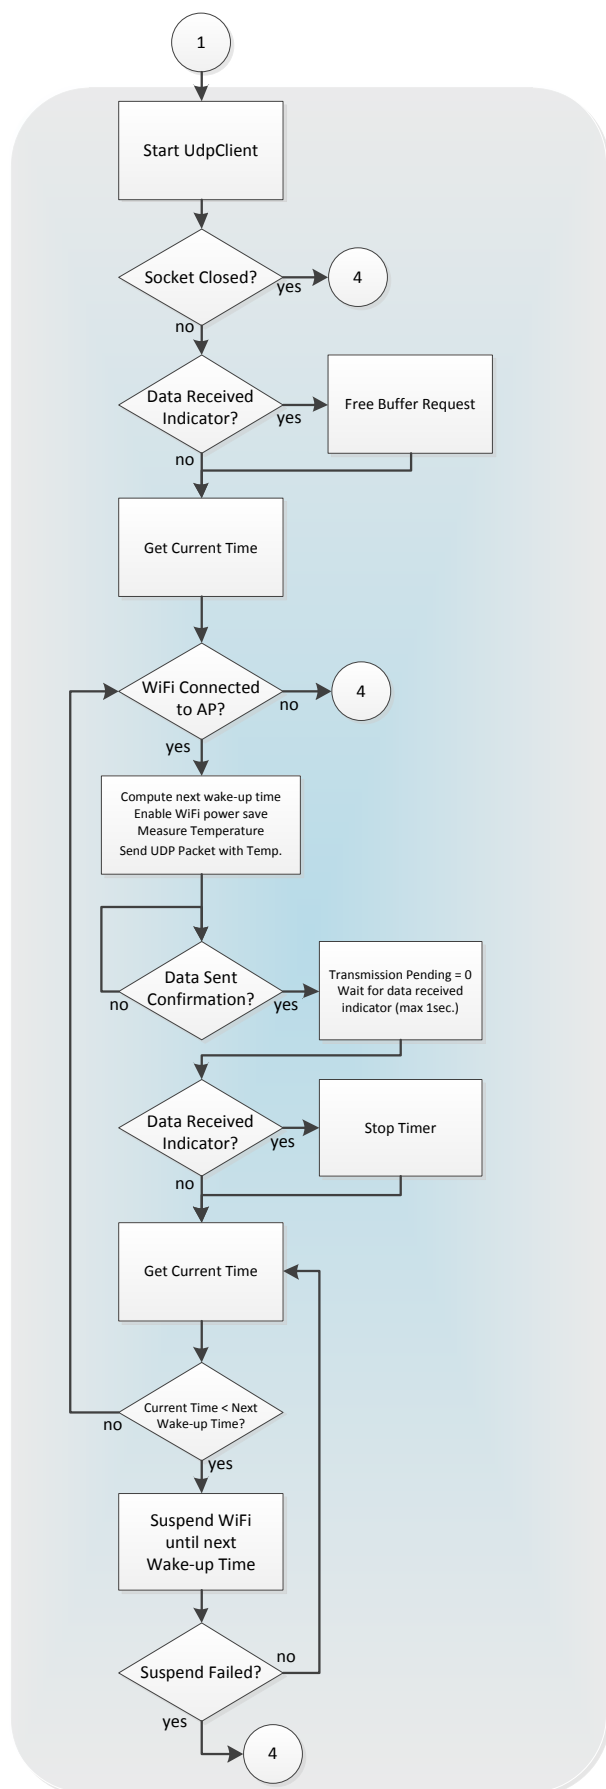 1
Start UdpClient
Socket Closed?
yes
4
no
Data Received
Indicator?
yes
Free Buffer Request
no
Get Current Time
WiFi Connected
to AP?
no
4
yes
Compute next wake-up time
Enable WiFi power save
Measure Temperature
Send UDP Packet with Temp.
Data Sent
Confirmation?
no
yes
Transmission Pending = 0
Wait for data received
indicator (max 1sec.)
Data Received
Indicator?
yes
Stop Timer
no
Get Current Time
Current Time < Next
Wake-up Time?
no
yes
Suspend WiFi
until next
Wake-up Time
Suspend Failed?
no
yes
4